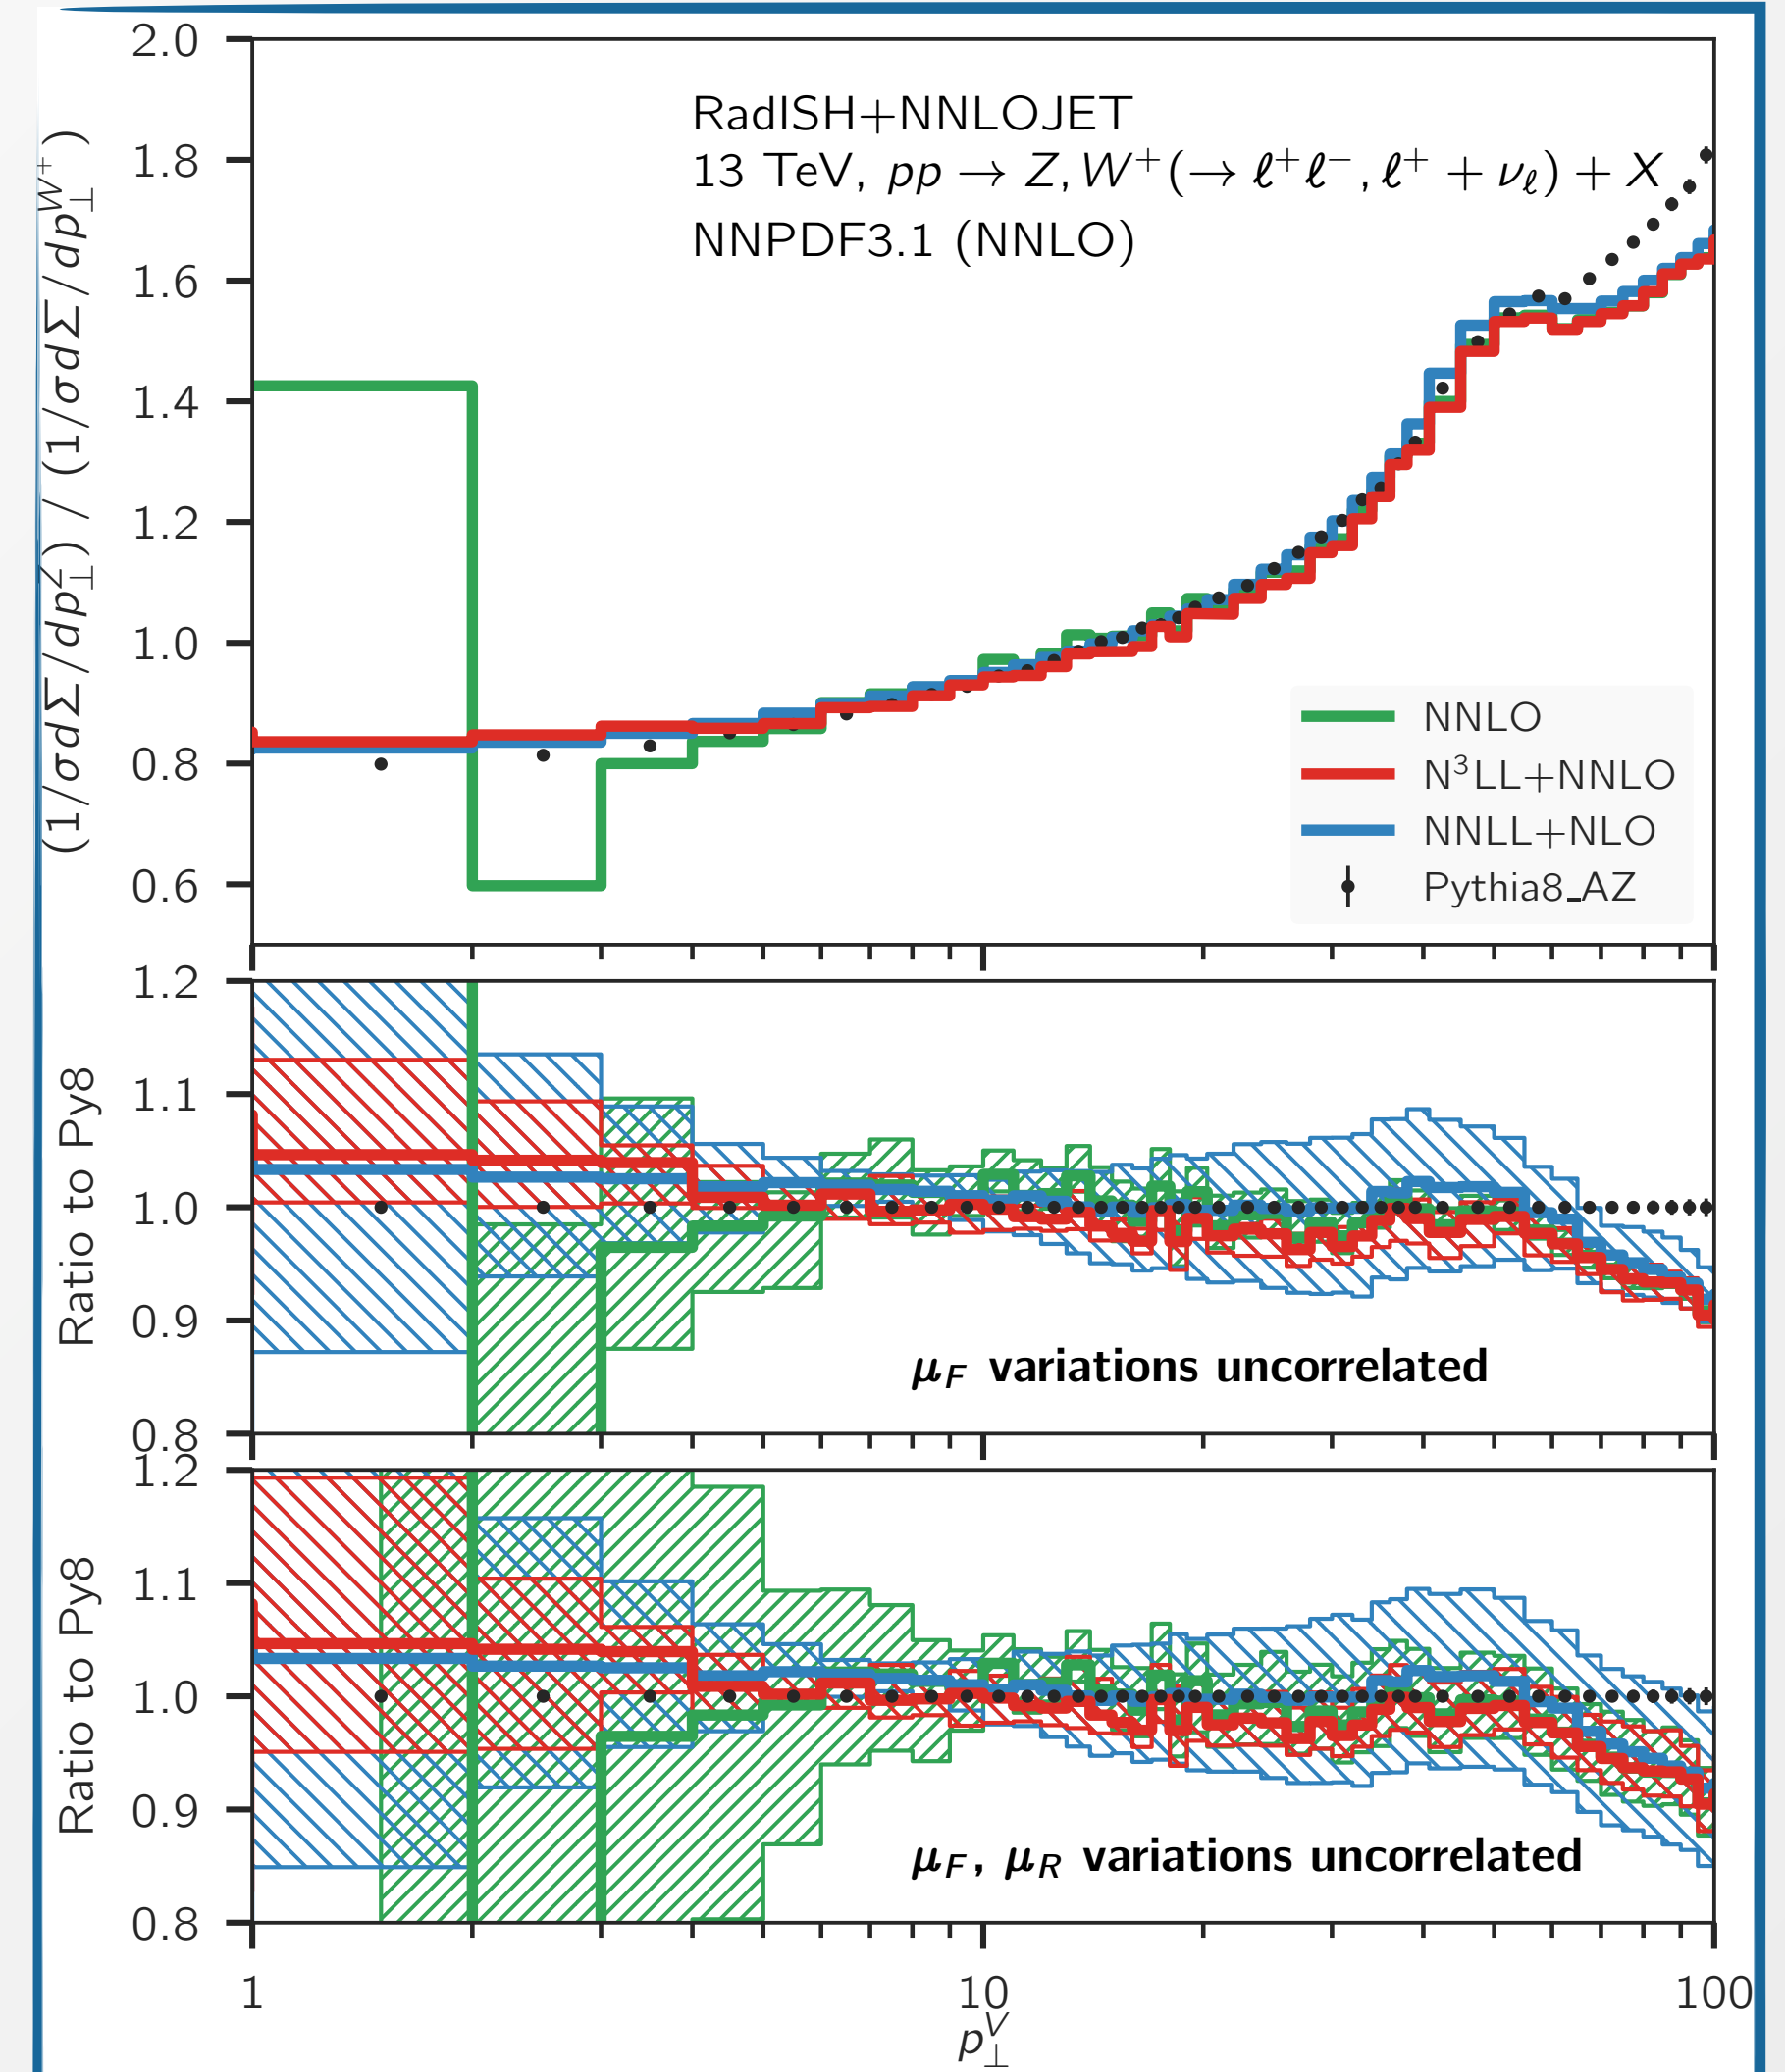 (1/σdΣ/dp⊥^Z) / (1/σdΣ/dp⊥^W⁺)
2.0
1.8
1.6
1.4
1.2
1.0
0.8
0.6
RadISH+NNLOJET
13 TeV, pp → Z, W⁺(→ ℓ⁺ℓ⁻, ℓ⁺ + νℓ) + X
NNPDF3.1 (NNLO)
NNLO
N³LL+NNLO
NNLL+NLO
Pythia8_AZ
Ratio to Py8
1.2
1.1
1.0
0.9
0.8
μF variations uncorrelated
Ratio to Py8
1.2
1.1
1.0
0.9
0.8
μF, μR variations uncorrelated
1
10
100
p⊥^V